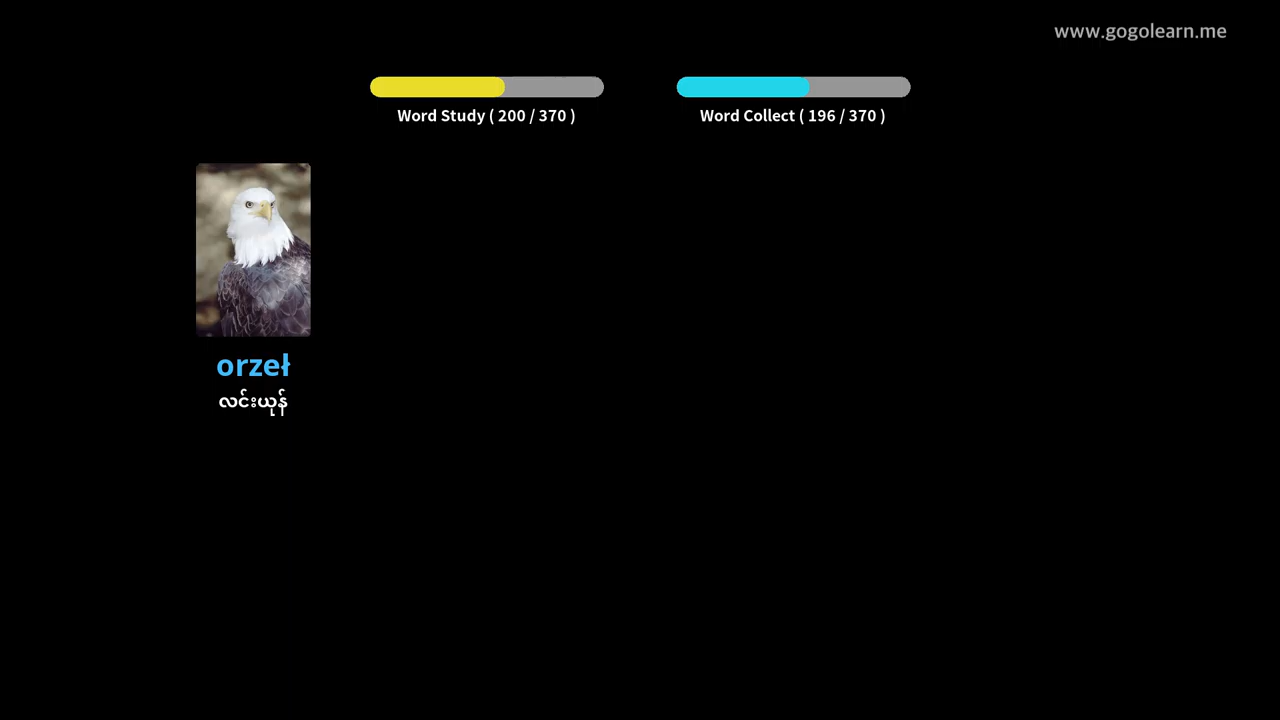 www.gogolearn.me
Word Study ( 200 / 370 )
Word Collect ( 196 / 370 )
orzeł
လင်းယုန်